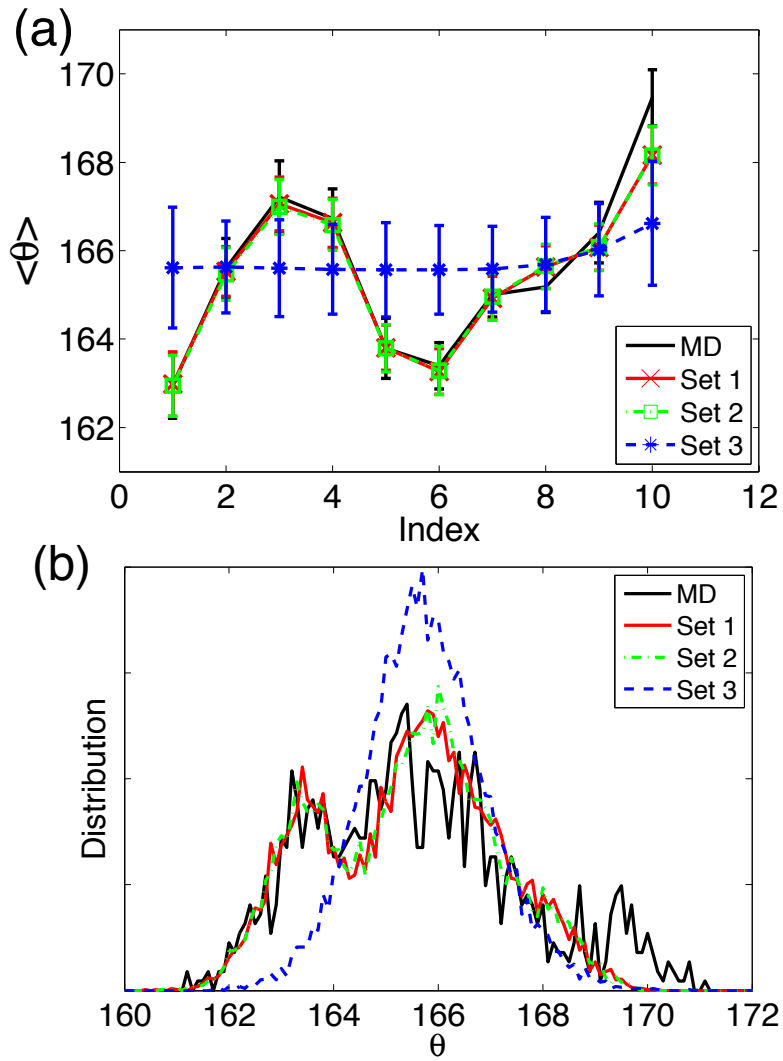 (a)
170
168
166
164
162
<θ>
0 2 4 6 8 10 12
Index
MD
Set 1
Set 2
Set 3
(b)
Distribution
160 162 164 166 168 170 172
θ
MD
Set 1
Set 2
Set 3